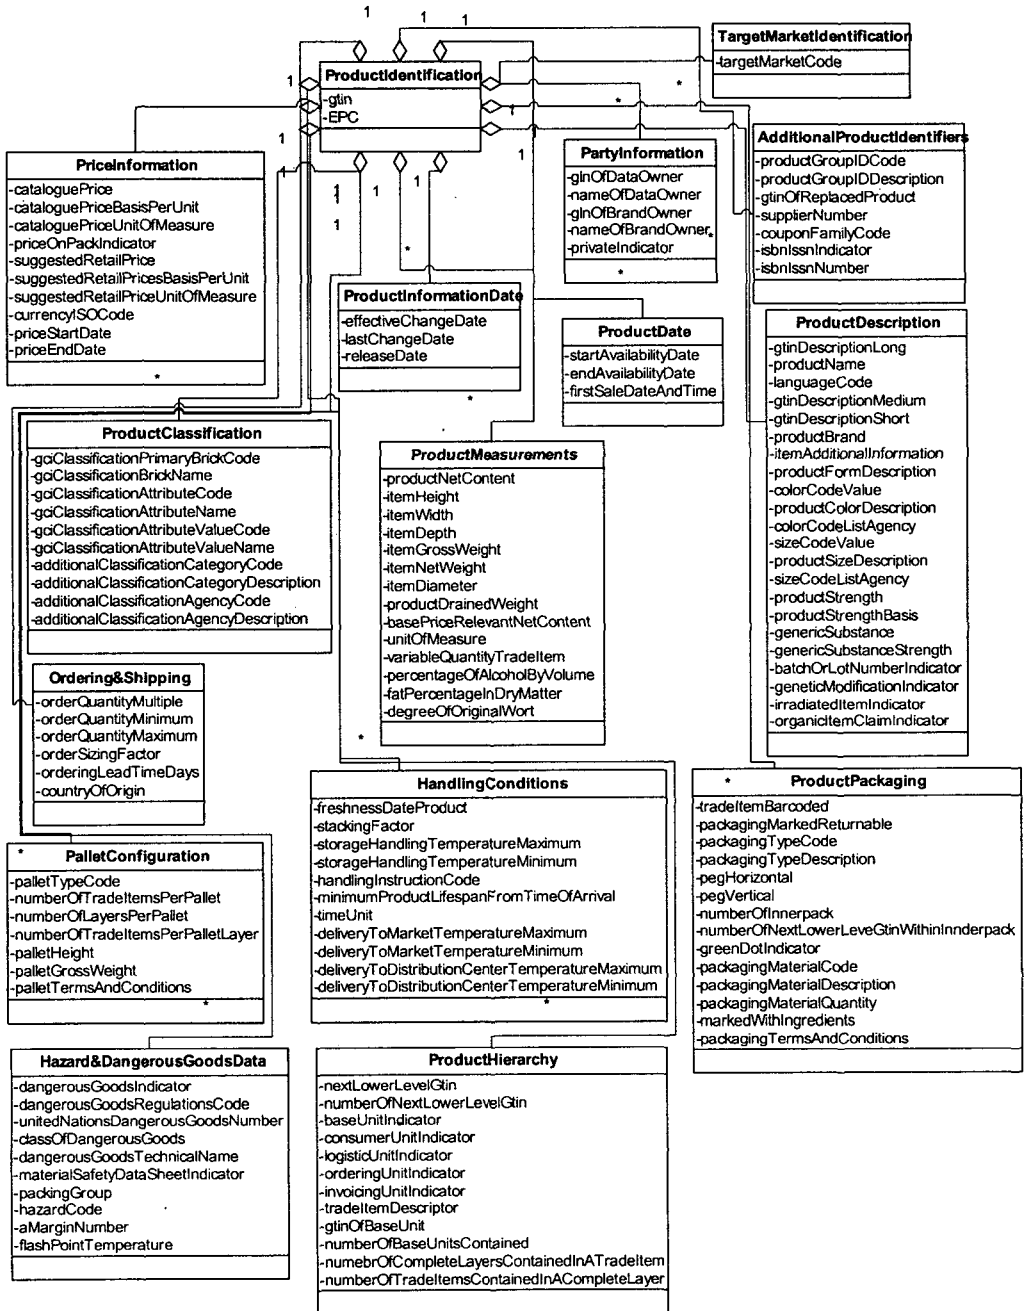 1
1
1
TargetMarketIdentification
-targetMarketCode
ProductIdentification
-gtin
-EPC
1
*
*
1
1
1
1
1
1
1
1
1
1
PriceInformation
-cataloguePrice
-cataloguePriceBasisPerUnit
-cataloguePriceUnitOfMeasure
-priceOnPackIndicator
-suggestedRetailPrice
-suggestedRetailPricesBasisPerUnit
-suggestedRetailPriceUnitOfMeasure
-currencyISOCode
-priceStartDate
-priceEndDate
*
PartyInformation
-glnOfDataOwner
-nameOfDataOwner
-glnOfBrandOwner
-nameOfBrandOwner
-privateIndicator
*
*
AdditionalProductIdentifiers
-productGroupIDCode
-productGroupIDDescription
-gtinOfReplacedProduct
-supplierNumber
-couponFamilyCode
-isbnIssnIndicator
-isbnIssnNumber
*
*
ProductInformationDate
-effectiveChangeDate
-lastChangeDate
-releaseDate
*
ProductDate
-startAvailabilityDate
-endAvailabilityDate
-firstSaleDateAndTime
ProductDescription
-gtinDescriptionLong
-productName
-languageCode
-gtinDescriptionMedium
-gtinDescriptionShort
-productBrand
-itemAdditionalInformation
-productFormDescription
-colorCodeValue
-productColorDescription
-colorCodeListAgency
-sizeCodeValue
-productSizeDescription
-sizeCodeListAgency
-productStrength
-productStrengthBasis
-genericSubstance
-genericSubstanceStrength
-batchOrLotNumberIndicator
-geneticModificationIndicator
-irradiatedItemIndicator
-organicItemClaimIndicator
ProductClassification
-gciClassificationPrimaryBrickCode
-gciClassificationBrickName
-gciClassificationAttributeCode
-gciClassificationAttributeName
-gciClassificationAttributeValueCode
-gciClassificationAttributeValueName
-additionalClassificationCategoryCode
-additionalClassificationCategoryDescription
-additionalClassificationAgencyCode
-additionalClassificationAgencyDescription
ProductMeasurements
-productNetContent
-itemHeight
-itemWidth
-itemDepth
-itemGrossWeight
-itemNetWeight
-itemDiameter
-productDrainedWeight
-basePriceRelevantNetContent
-unitOfMeasure
-variableQuantityTradeItem
-percentageOfAlcoholByVolume
-fatPercentageInDryMatter
-degreeOfOriginalWort
Ordering&Shipping
-orderQuantityMultiple
-orderQuantityMinimum
-orderQuantityMaximum
-orderSizingFactor
-orderingLeadTimeDays
-countryOfOrigin
*
HandlingConditions
-freshnessDateProduct
-stackingFactor
-storageHandlingTemperatureMaximum
-storageHandlingTemperatureMinimum
-handlingInstructionCode
-minimumProductLifespanFromTimeOfArrival
-timeUnit
-deliveryToMarketTemperatureMaximum
-deliveryToMarketTemperatureMinimum
-deliveryToDistributionCenterTemperatureMaximum
-deliveryToDistributionCenterTemperatureMinimum
*
*
ProductPackaging
-tradeItemBarcoded
-packagingMarkedReturnable
-packagingTypeCode
-packagingTypeDescription
-pegHorizontal
-pegVertical
-numberOfInnerpack
-numberOfNextLowerLeveGtinWithinInnderpack
-greenDotIndicator
-packagingMaterialCode
-packagingMaterialDescription
-packagingMaterialQuantity
-markedWithIngredients
-packagingTermsAndConditions
*
PalletConfiguration
-palletTypeCode
-numberOfTradeItemsPerPallet
-numberOfLayersPerPallet
-numberOfTradeItemsPerPalletLayer
-palletHeight
-palletGrossWeight
-palletTermsAndConditions
*
Hazard&DangerousGoodsData
-dangerousGoodsIndicator
-dangerousGoodsRegulationsCode
-unitedNationsDangerousGoodsNumber
-classOfDangerousGoods
-dangerousGoodsTechnicalName
-materialSafetyDataSheetIndicator
-packingGroup
-hazardCode
-aMarginNumber
-flashPointTemperature
ProductHierarchy
-nextLowerLevelGtin
-numberOfNextLowerLevelGtin
-baseUnitIndicator
-consumerUnitIndicator
-logisticUnitIndicator
-orderingUnitIndicator
-invoicingUnitIndicator
-tradeItemDescriptor
-gtinOfBaseUnit
-numberOfBaseUnitsContained
-numebrOfCompleteLayersContainedInATradeItem
-numberOfTradeItemsContainedInACompleteLayer